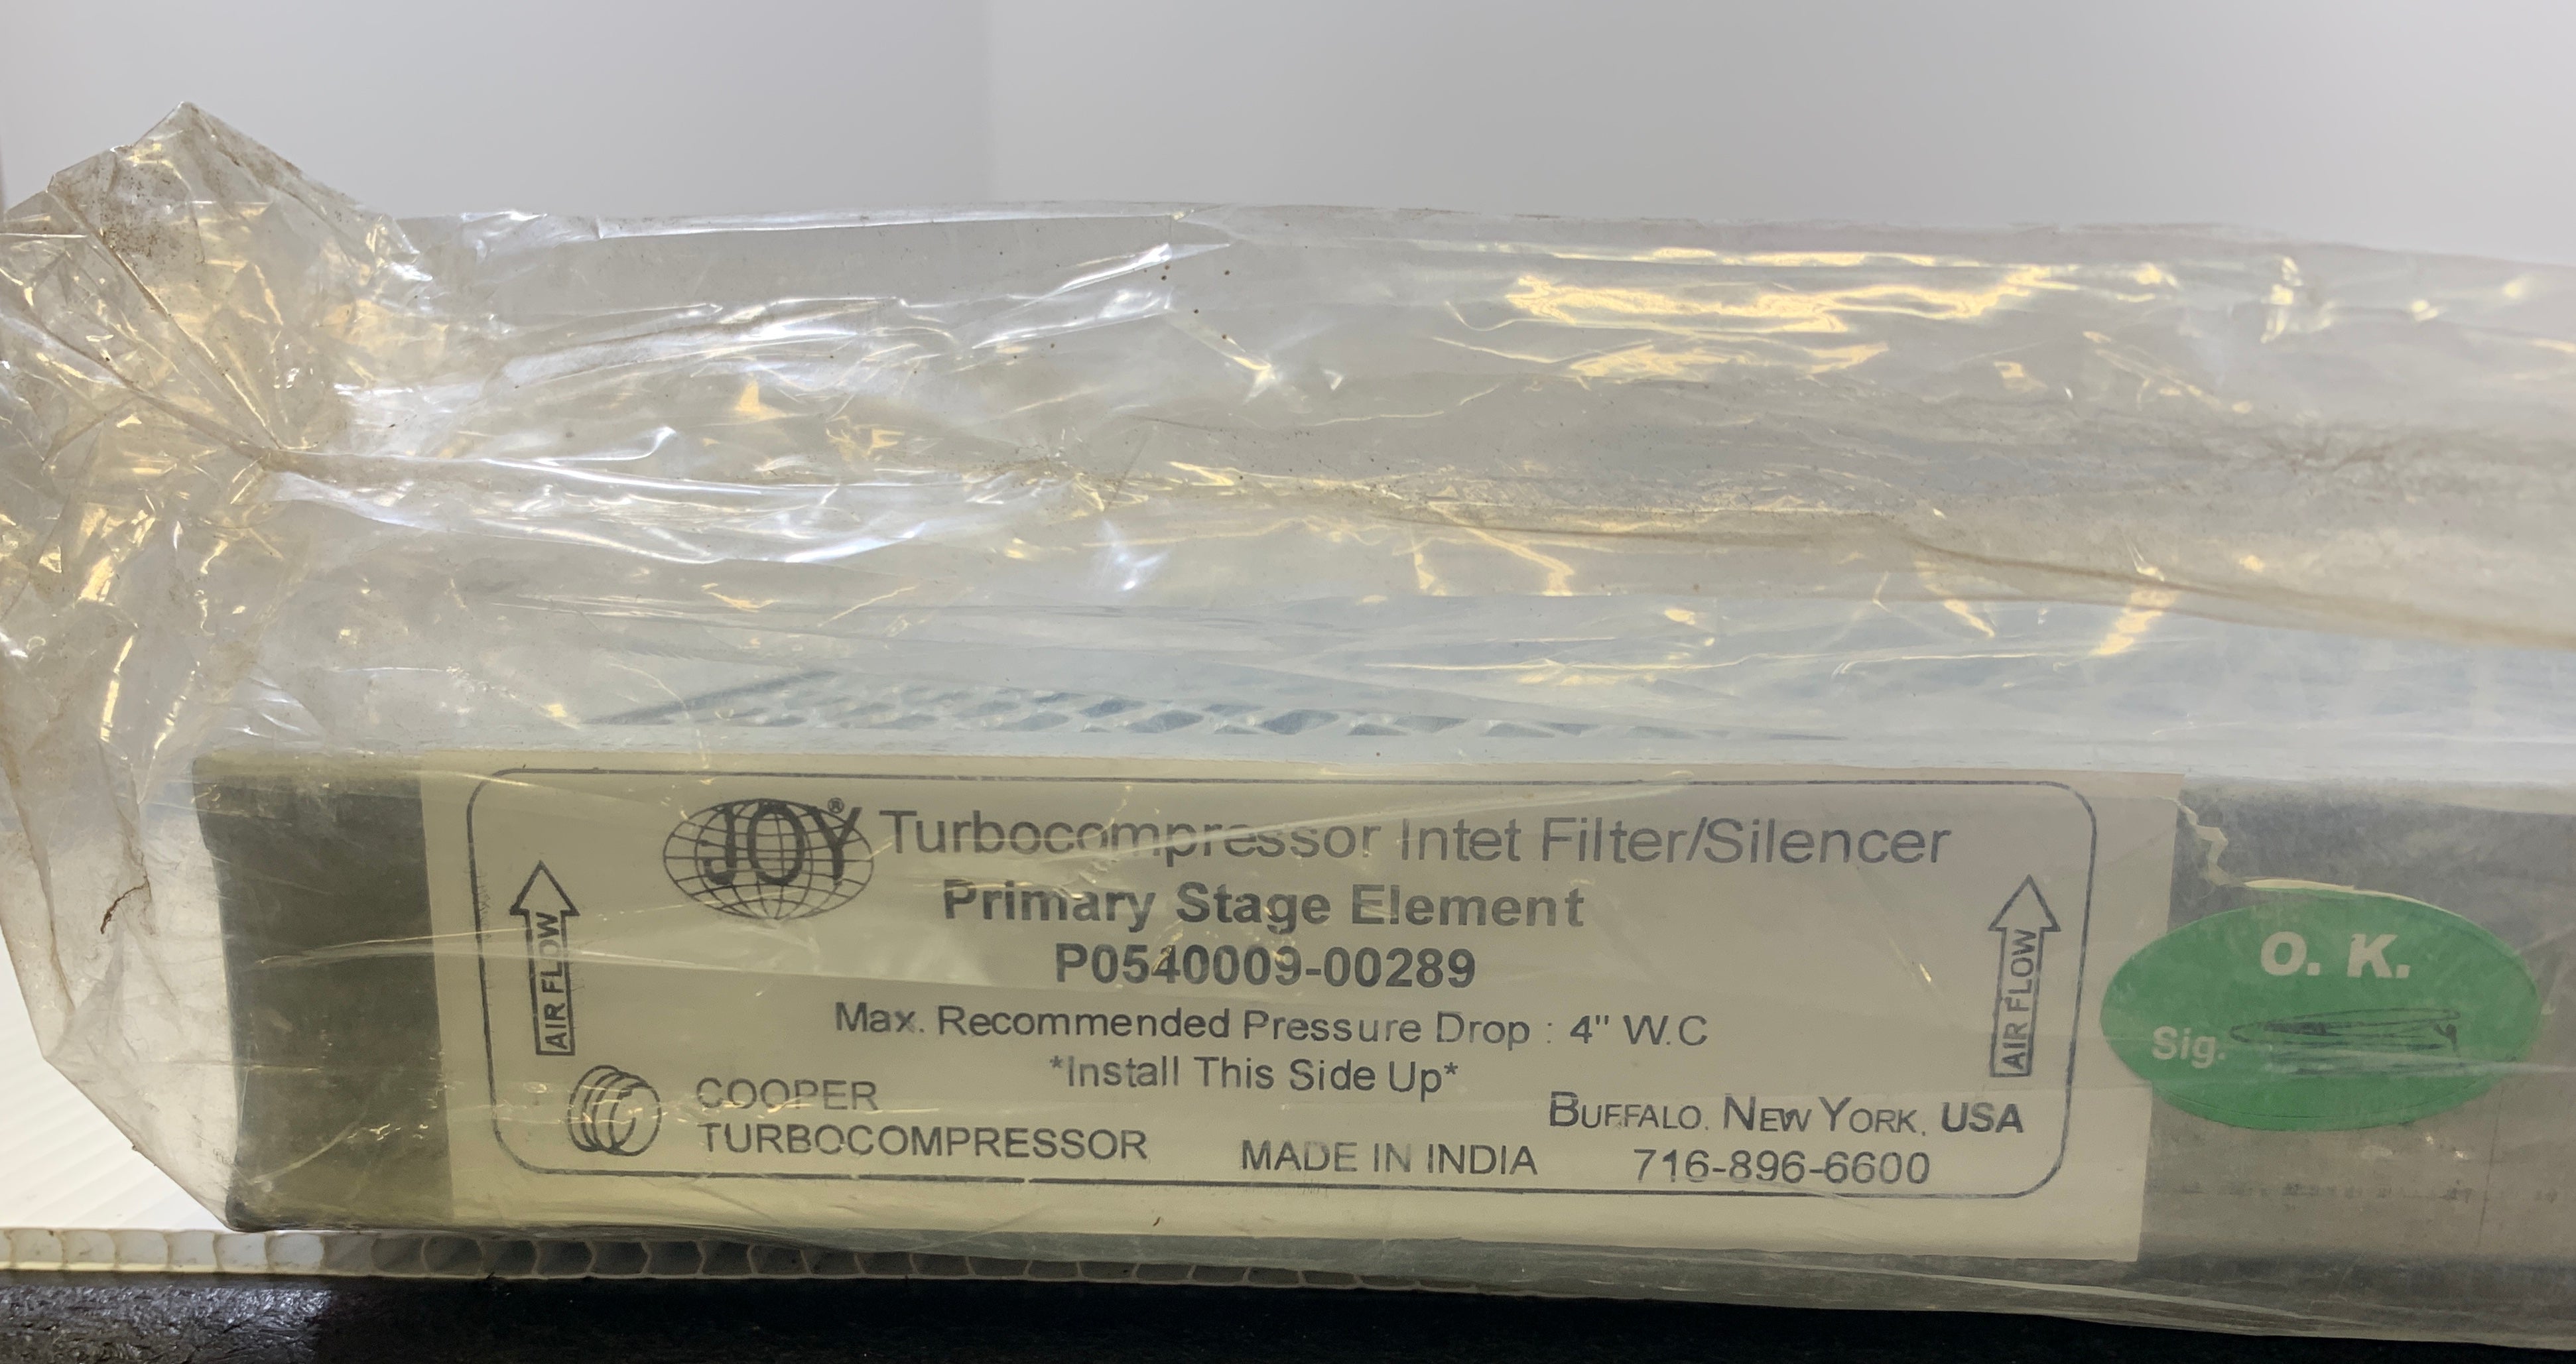 JOY® Turbocompressor Intet Filter/Silencer
Primary Stage Element
P0540009-00289
Max. Recommended Pressure Drop : 4" W.C
*Install This Side Up*
AIR FLOW
AIR FLOW
COOPER
TURBOCOMPRESSOR
MADE IN INDIA
BUFFALO. NEW YORK. USA
716-896-6600
O. K.
Sig.